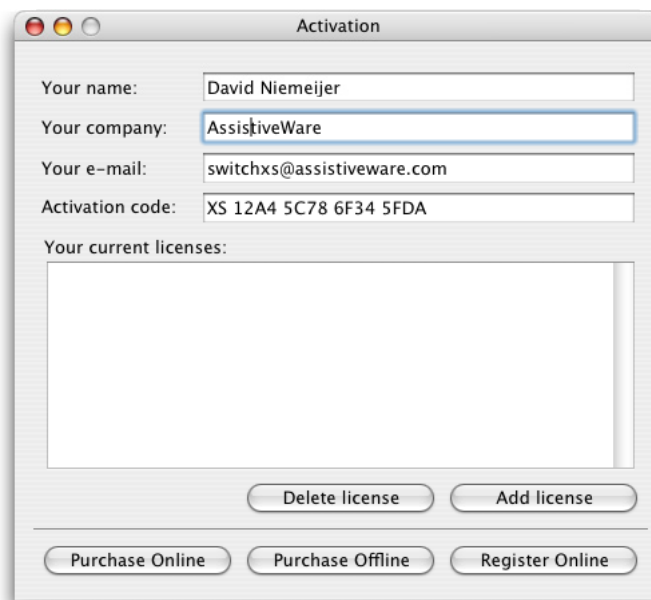 Activation
Your name: David Niemeijer
Your company: AssistiveWare
Your e-mail: switchxs@assistiveware.com
Activation code: XS 12A4 5C78 6F34 5FDA
Your current licenses:
Delete license Add license
Purchase Online Purchase Offline Register Online